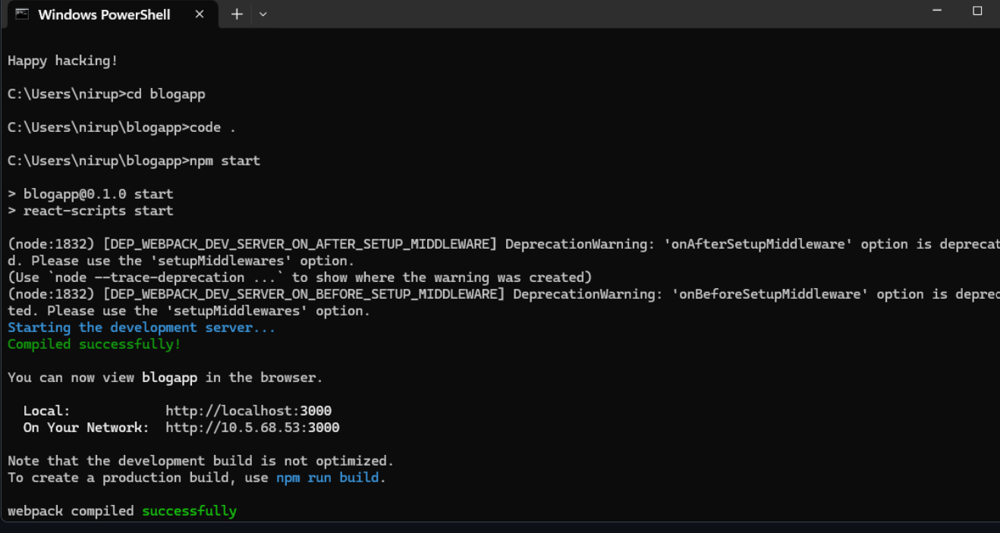 Windows PowerShell
Happy hacking!
C:\Users\nirup>cd blogapp
C:\Users\nirup\blogapp>code .
C:\Users\nirup\blogapp>npm start
> blogapp@0.1.0 start
> react-scripts start
(node:1832) [DEP_WEBPACK_DEV_SERVER_ON_AFTER_SETUP_MIDDLEWARE] DeprecationWarning: 'onAfterSetupMiddleware' option is deprecat
d. Please use the 'setupMiddlewares' option.
(Use `node --trace-deprecation ...` to show where the warning was created)
(node:1832) [DEP_WEBPACK_DEV_SERVER_ON_BEFORE_SETUP_MIDDLEWARE] DeprecationWarning: 'onBeforeSetupMiddleware' option is deprec
ted. Please use the 'setupMiddlewares' option.
Starting the development server...
Compiled successfully!
You can now view blogapp in the browser.
Local: http://localhost:3000
On Your Network: http://10.5.68.53:3000
Note that the development build is not optimized.
To create a production build, use npm run build.
webpack compiled successfully